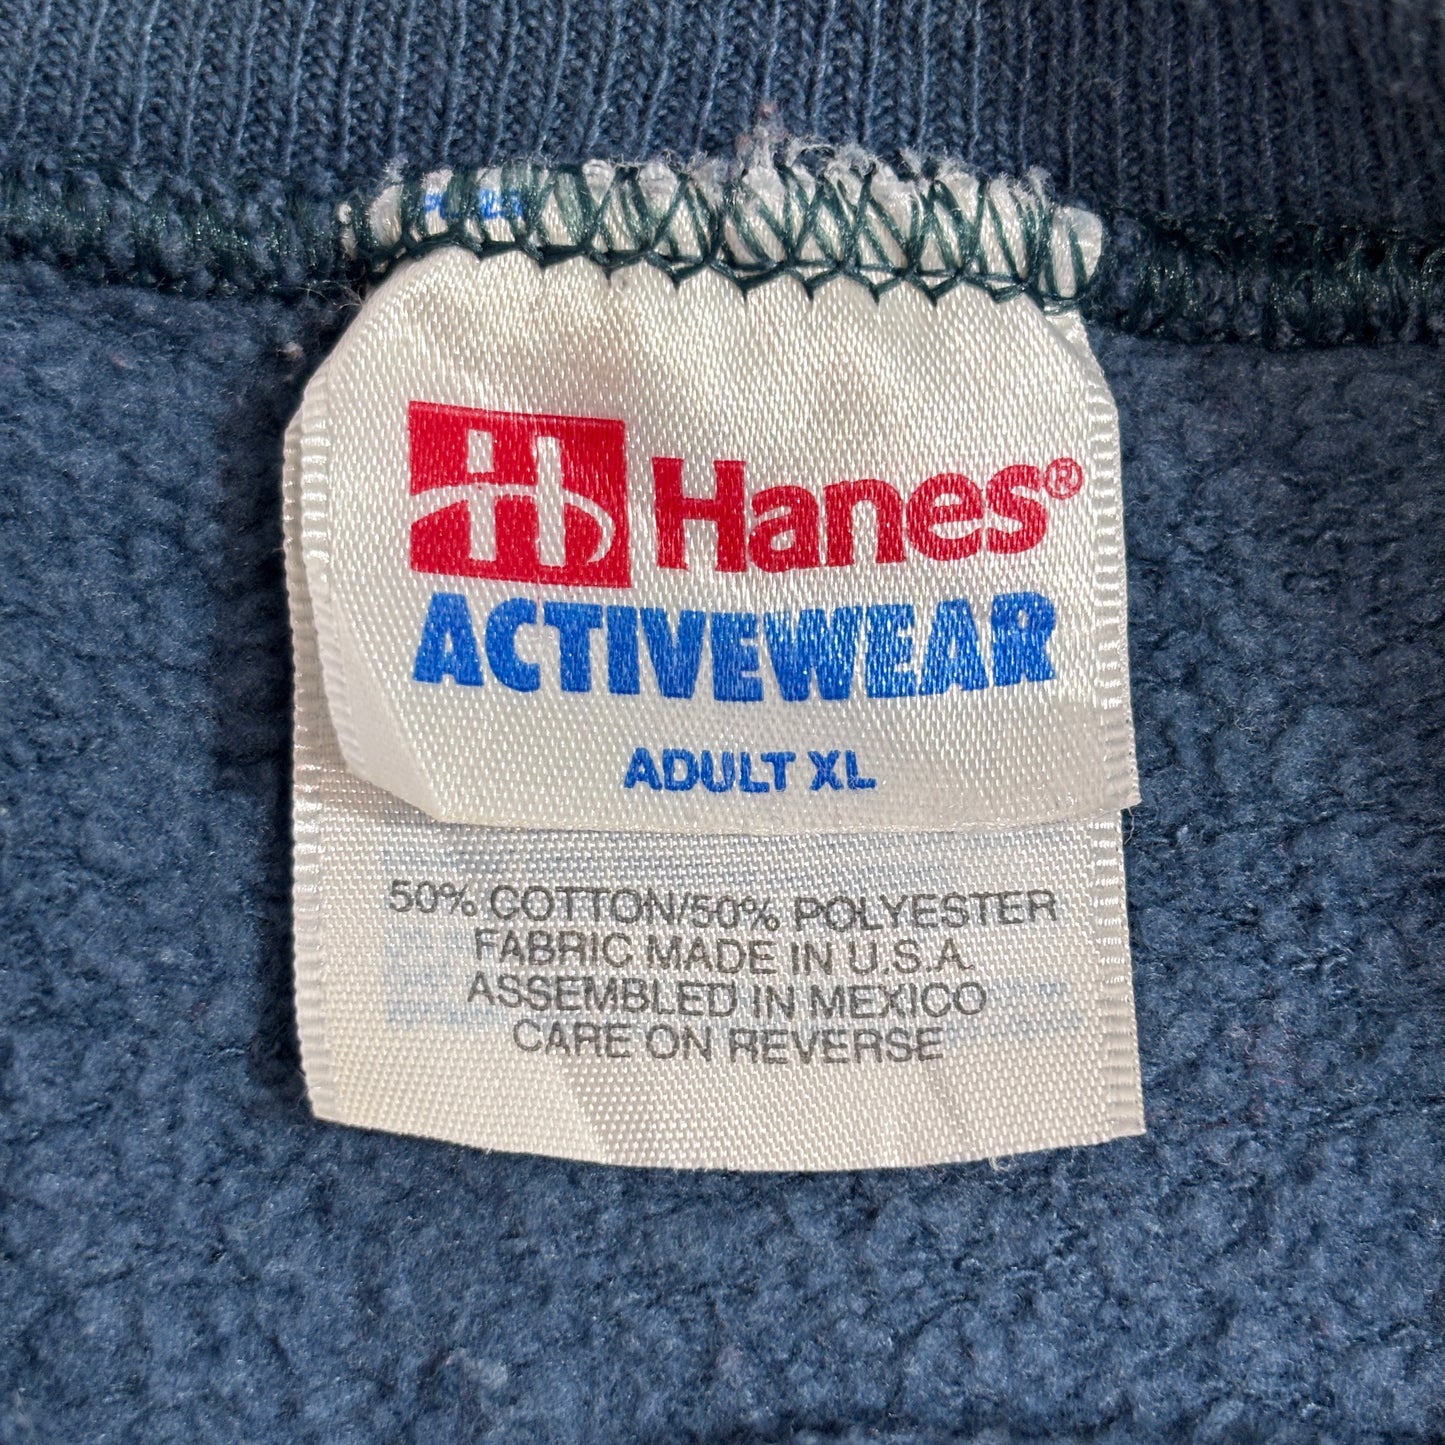 H Hanes®
ACTIVEWEAR
ADULT XL
50% COTTON/50% POLYESTER
FABRIC MADE IN U.S.A.
ASSEMBLED IN MEXICO
CARE ON REVERSE